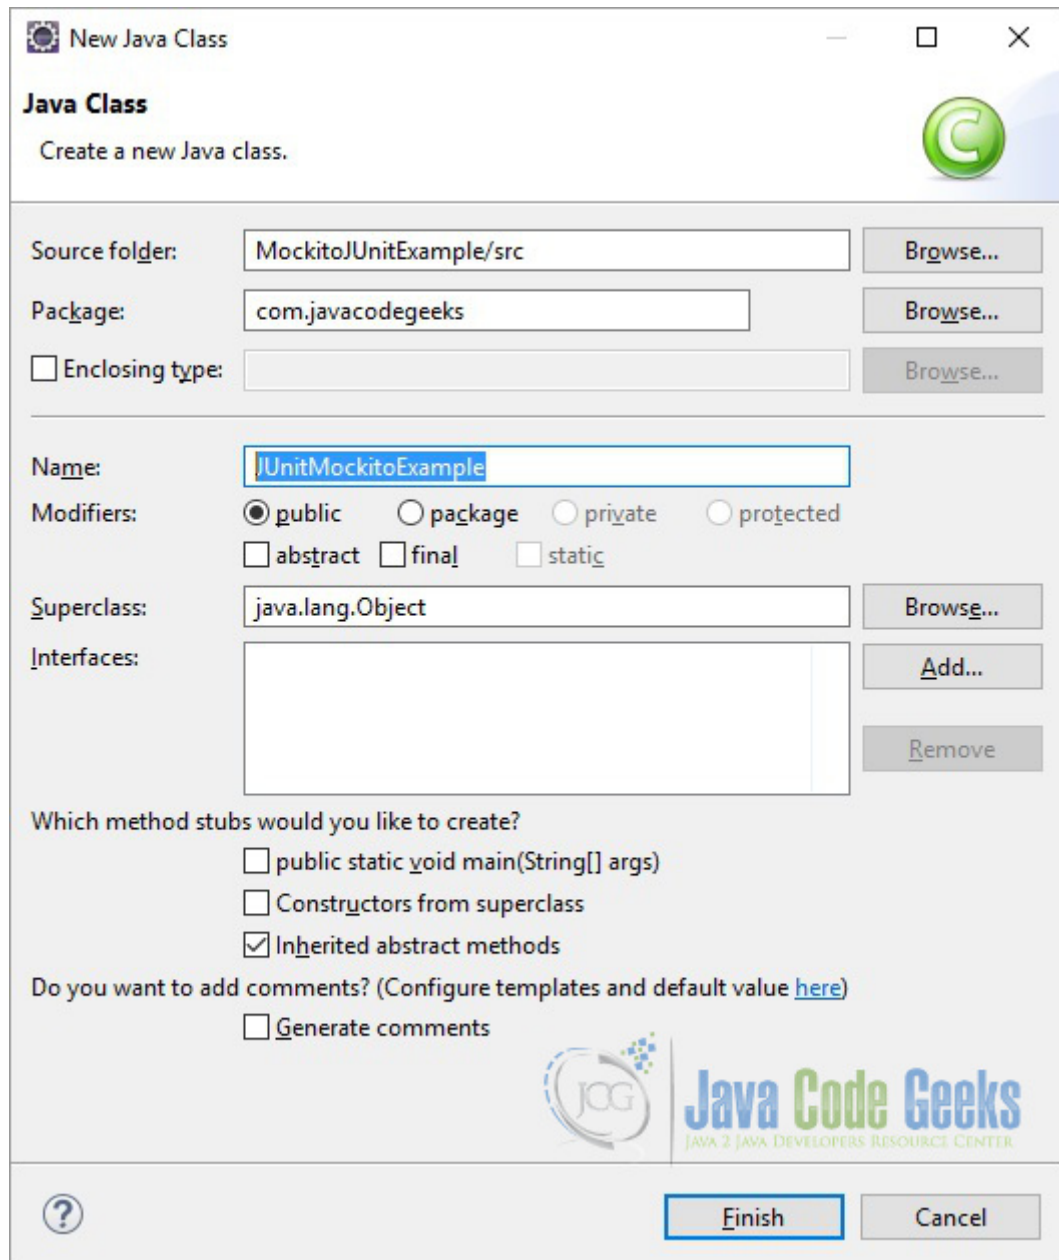 New Java Class
Java Class
Create a new Java class.
C
Source folder: MockitoJUnitExample/src Browse...
Package: com.javacodegeeks Browse...
Enclosing type: Browse...
Name: JUnitMockitoExample
Modifiers: public package private protected
abstract final static
Superclass: java.lang.Object Browse...
Interfaces: Add...
Remove
Which method stubs would you like to create?
public static void main(String[] args)
Constructors from superclass
Inherited abstract methods
Do you want to add comments? (Configure templates and default value here)
Generate comments
JCG Java Code Geeks
JAVA 2 JAVA DEVELOPERS RESOURCE CENTER
? Finish Cancel